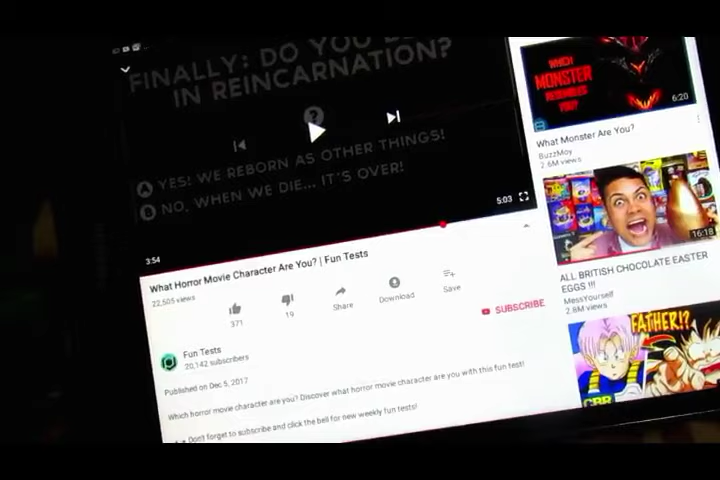 FINALLY: DO YOU BE
IN REINCARNATION?
?
A YES! WE REBORN AS OTHER THINGS!
B NO, WHEN WE DIE... IT'S OVER!
3:54
5:03
What Horror Movie Character Are You? | Fun Tests
22,505 views
371
19
Share
Download
Save
Fun Tests
20,142 subscribers
SUBSCRIBE
Published on Dec 5, 2017
Which horror movie character are you? Discover what horror movie character are you with this fun test!
Don't forget to subscribe and click the bell for new weekly fun tests!
WHICH
MONSTER
RESEMBLES
YOU?
6:20
What Monster Are You?
BuzzMoy
2.6M views
16:18
ALL BRITISH CHOCOLATE EASTER
EGGS !!!
MessYourself
2.8M views
FATHER!?
CBR